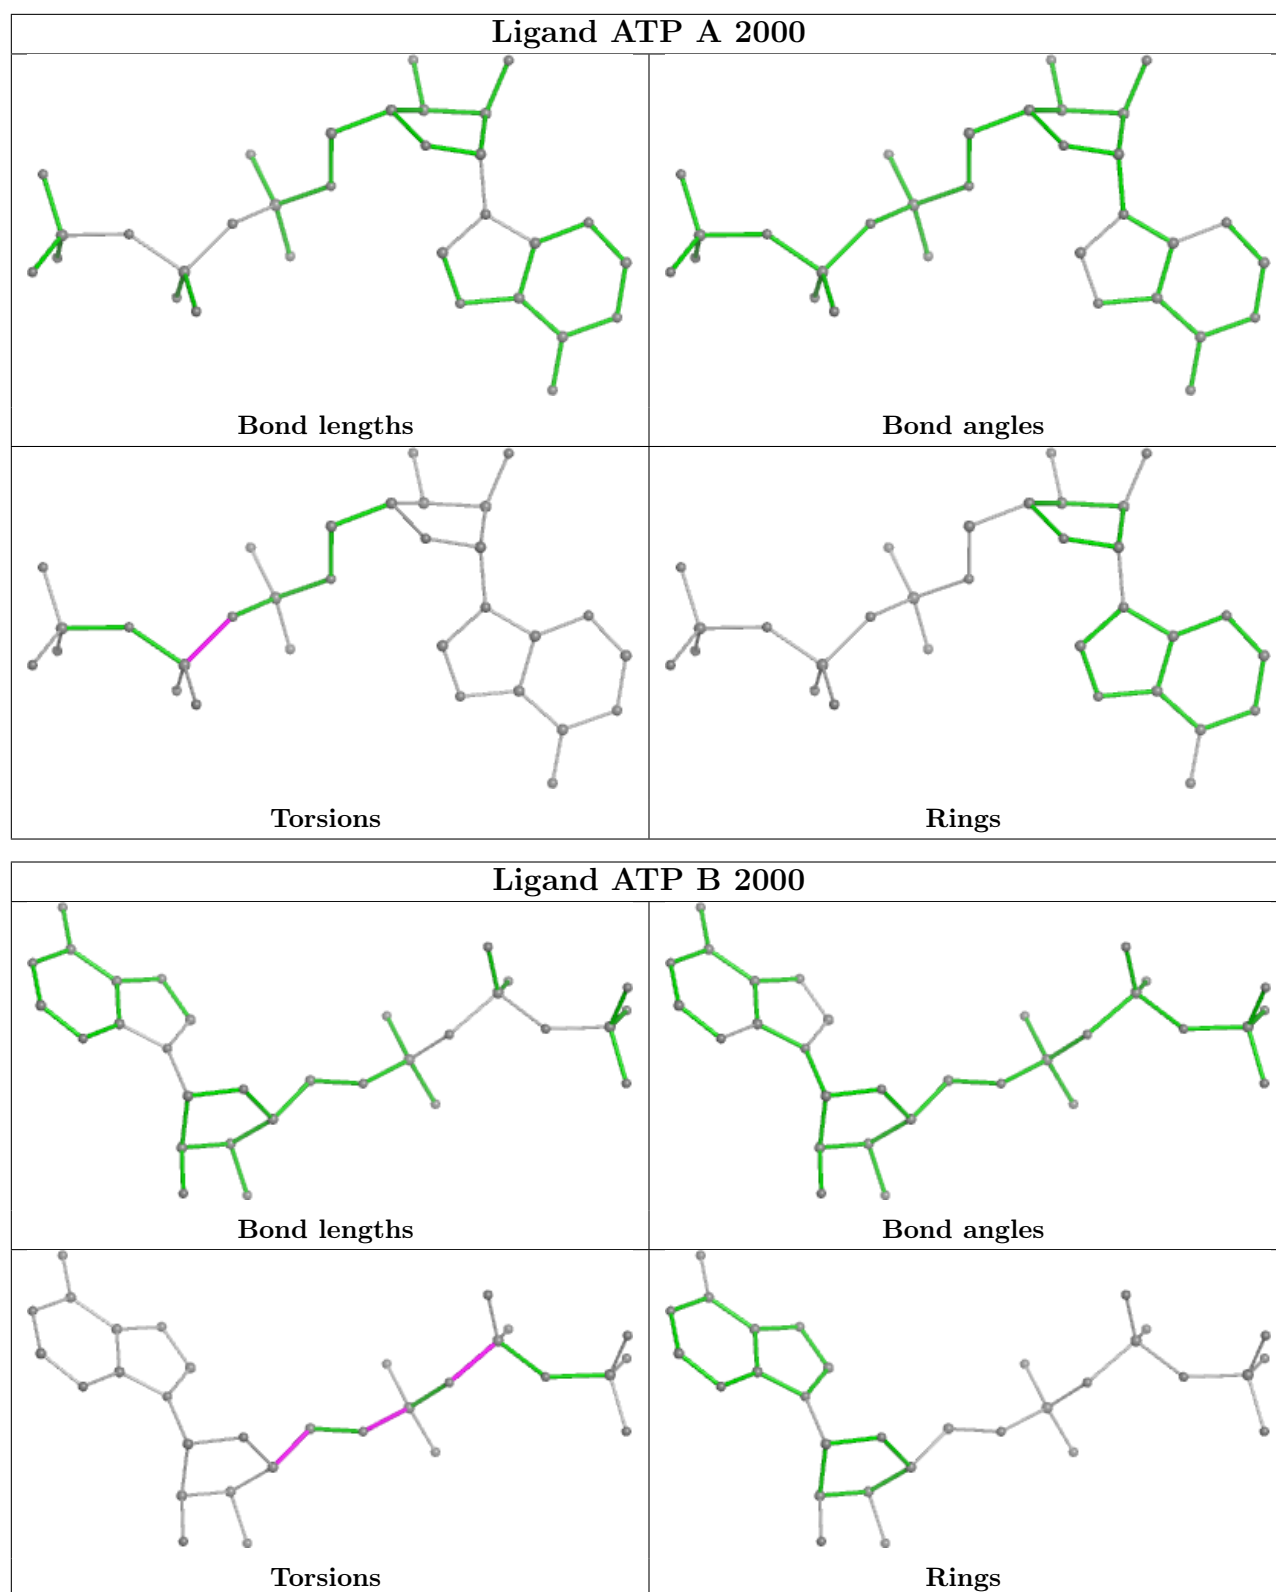 Ligand ATP A 2000
Bond lengths
Bond angles
Torsions
Rings
Ligand ATP B 2000
Bond lengths
Bond angles
Torsions
Rings